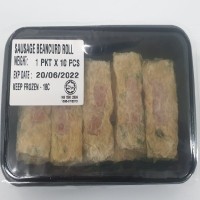 SAUSAGE BEANCURD ROLL
WEIGHT: 1 PKT X 10 PCS
EXP DATE: 20/06/2022
KEEP FROZEN - 18C